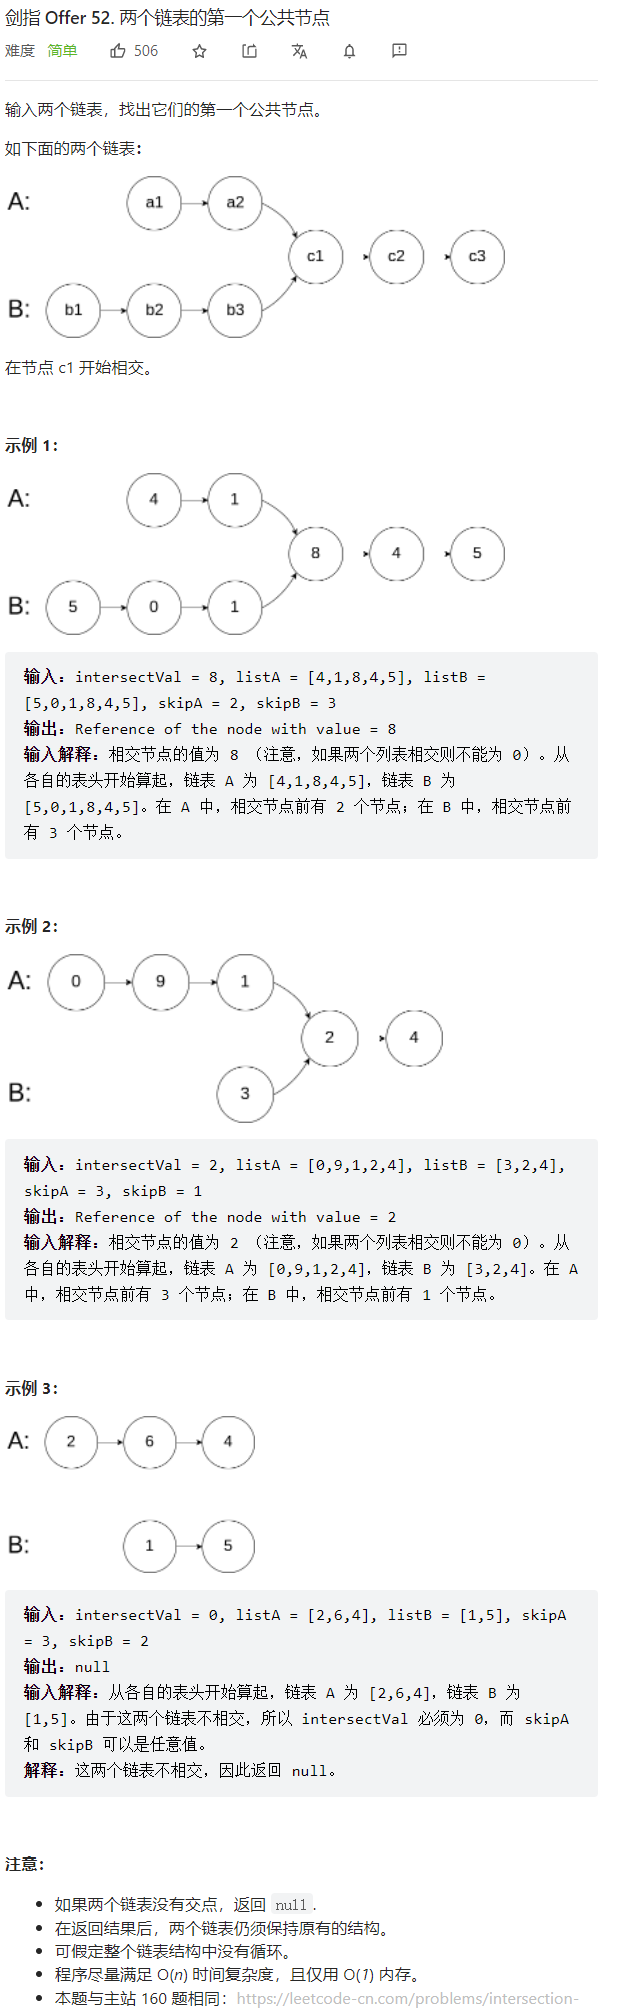 剑指 Offer 52. 两个链表的第一个公共节点
难度 简单 506
输入两个链表，找出它们的第一个公共节点。
如下面的两个链表：
A: a1 a2
c1 c2 c3
B: b1 b2 b3
在节点 c1 开始相交。
示例 1：
A: 4 1
8 4 5
B: 5 0 1
输入：intersectVal = 8, listA = [4,1,8,4,5], listB =
[5,0,1,8,4,5], skipA = 2, skipB = 3
输出：Reference of the node with value = 8
输入解释：相交节点的值为 8 （注意，如果两个列表相交则不能为 0）。从
各自的表头开始算起，链表 A 为 [4,1,8,4,5]，链表 B 为
[5,0,1,8,4,5]。在 A 中，相交节点前有 2 个节点；在 B 中，相交节点前
有 3 个节点。
示例 2：
A: 0 9 1
2 4
B: 3
输入：intersectVal = 2, listA = [0,9,1,2,4], listB = [3,2,4],
skipA = 3, skipB = 1
输出：Reference of the node with value = 2
输入解释：相交节点的值为 2 （注意，如果两个列表相交则不能为 0）。从
各自的表头开始算起，链表 A 为 [0,9,1,2,4]，链表 B 为 [3,2,4]。在 A
中，相交节点前有 3 个节点；在 B 中，相交节点前有 1 个节点。
示例 3：
A: 2 6 4
B: 1 5
输入：intersectVal = 0, listA = [2,6,4], listB = [1,5], skipA
= 3, skipB = 2
输出：null
输入解释：从各自的表头开始算起，链表 A 为 [2,6,4]，链表 B 为
[1,5]。由于这两个链表不相交，所以 intersectVal 必须为 0，而 skipA
和 skipB 可以是任意值。
解释：这两个链表不相交，因此返回 null。
注意：
• 如果两个链表没有交点，返回 null.
• 在返回结果后，两个链表仍须保持原有的结构。
• 可假定整个链表结构中没有循环。
• 程序尽量满足 O(n) 时间复杂度，且仅用 O(1) 内存。
• 本题与主站 160 题相同：https://leetcode-cn.com/problems/intersection-